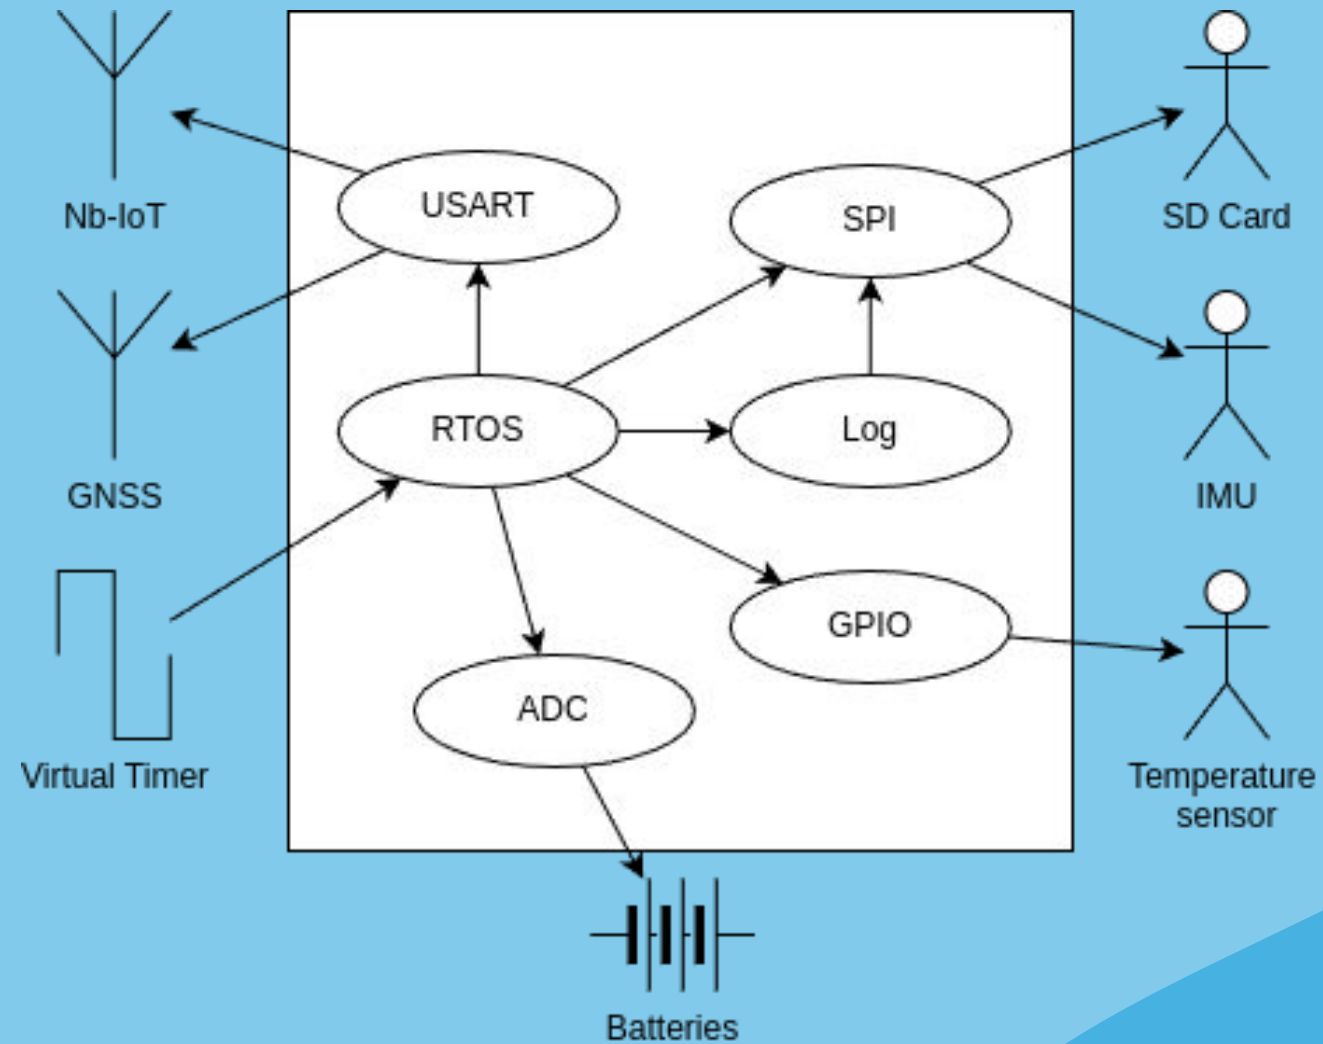 Nb-IoT
USART
SPI
SD Card
GNSS
RTOS
Log
IMU
Virtual Timer
ADC
GPIO
Temperature
sensor
Batteries